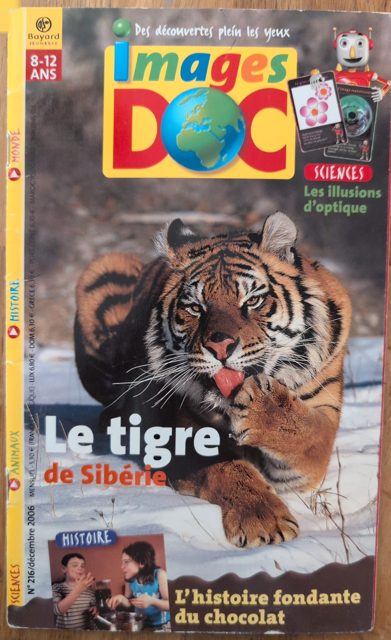 Bayard
JEUNESSE
Des découvertes plein les yeux
8-12
ANS
images
DOC
SCIENCES
Les illusions
d'optique
MONDE
HISTOIRE
ANIMAUX
SCIENCES
N° 216/décembre 2006
Le tigre
de Sibérie
HISTOIRE
L'histoire fondante
du chocolat